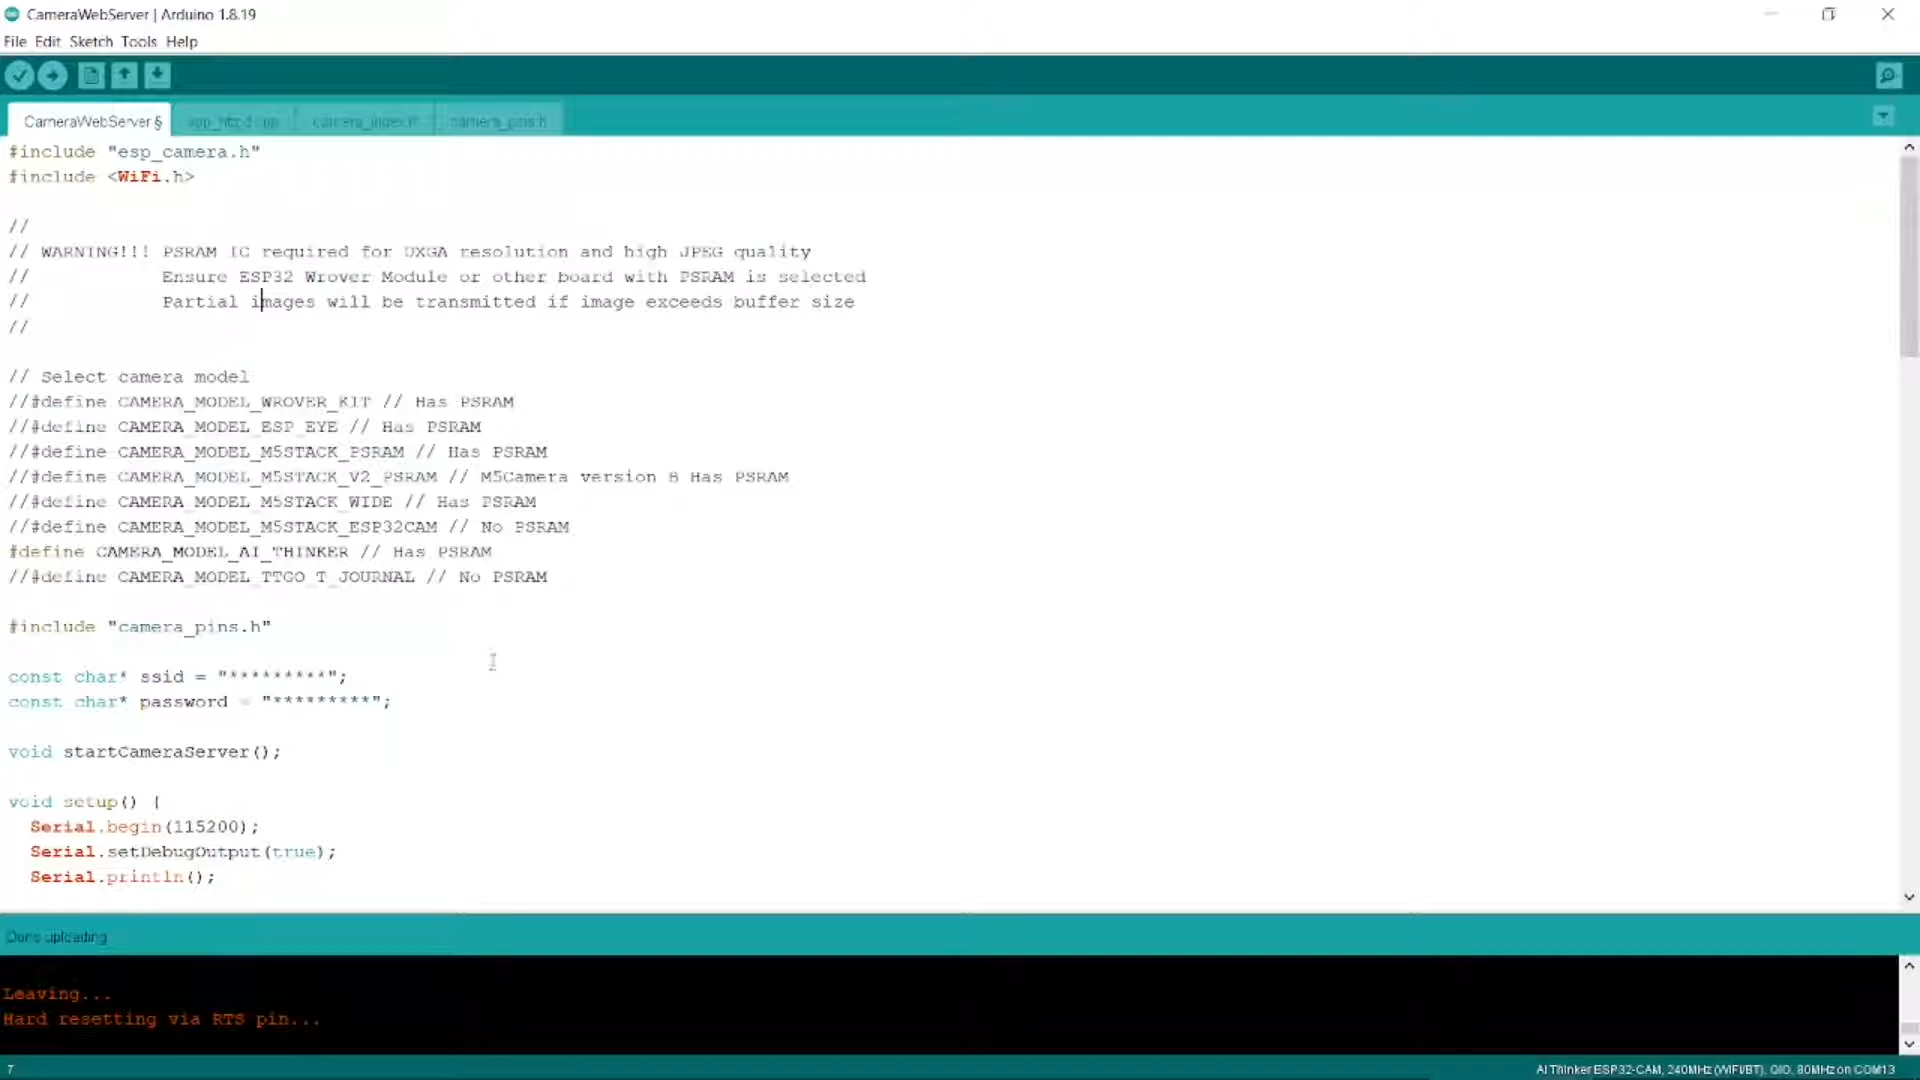 CameraWebServer | Arduino 1.8.19
File Edit Sketch Tools Help
CameraWebServer § app_httpd.cpp camera_index.h camera_pins.h
#include "esp_camera.h"
#include <WiFi.h>
//
// WARNING!!! PSRAM IC required for UXGA resolution and high JPEG quality
// Ensure ESP32 Wrover Module or other board with PSRAM is selected
// Partial images will be transmitted if image exceeds buffer size
//
// Select camera model
//#define CAMERA_MODEL_WROVER_KIT // Has PSRAM
//#define CAMERA_MODEL_ESP_EYE // Has PSRAM
//#define CAMERA_MODEL_M5STACK_PSRAM // Has PSRAM
//#define CAMERA_MODEL_M5STACK_V2_PSRAM // M5Camera version B Has PSRAM
//#define CAMERA_MODEL_M5STACK_WIDE // Has PSRAM
//#define CAMERA_MODEL_M5STACK_ESP32CAM // No PSRAM
#define CAMERA_MODEL_AI_THINKER // Has PSRAM
//#define CAMERA_MODEL_TTGO_T_JOURNAL // No PSRAM
#include "camera_pins.h"
const char* ssid = "*********";
const char* password = "*********";
void startCameraServer();
void setup() {
Serial.begin(115200);
Serial.setDebugOutput(true);
Serial.println();
Done uploading
Leaving...
Hard resetting via RTS pin...
7
AI Thinker ESP32-CAM, 240MHz (WiFi/BT), QIO, 80MHz on COM13